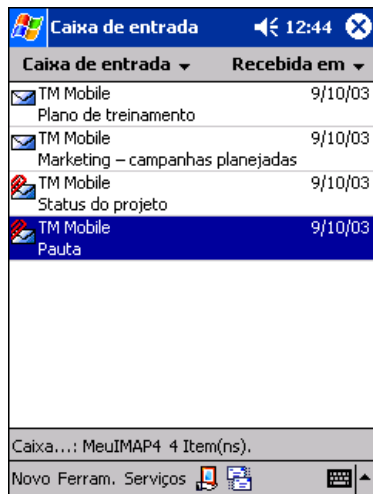 Caixa de entrada 12:44
Caixa de entrada Recebida em
TM Mobile 9/10/03
Plano de treinamento
TM Mobile 9/10/03
Marketing – campanhas planejadas
TM Mobile 9/10/03
Status do projeto
TM Mobile 9/10/03
Pauta
Caixa...: MeuIMAP4 4 Item(ns).
Novo Ferram. Serviços